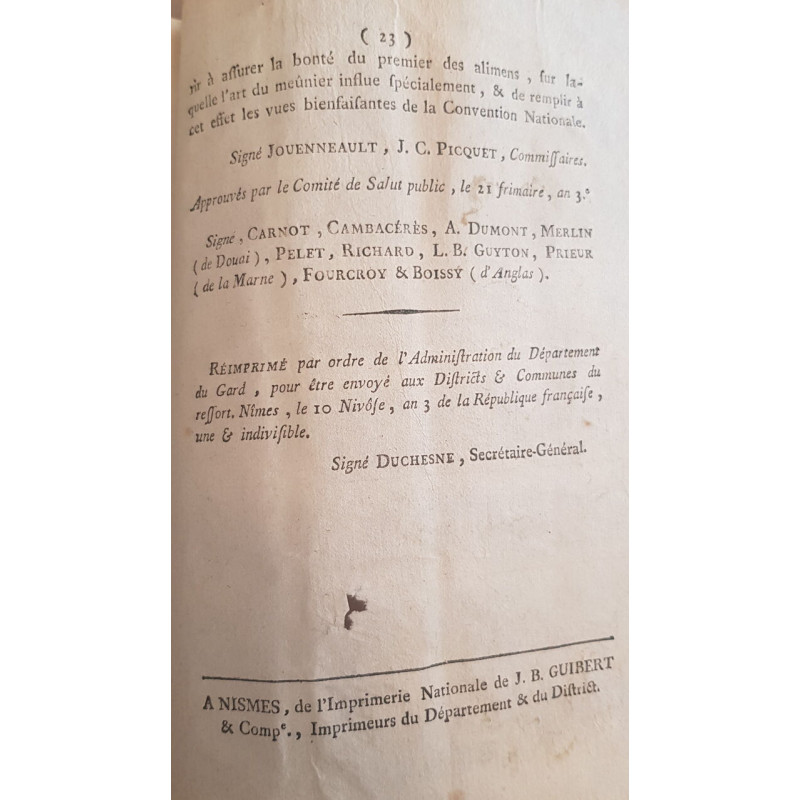 ( 23 )
nir à aſſurer la bonté du premier des alimens , ſur la-
quelle l'art du meûnier influe ſpécialement , & de remplir à
cet effet les vues bienfaiſantes de la Convention Nationale.
Signé JOUENNEAULT , J. C. PICQUET , Commiſſaires.
Approuvés par le Comité de Salut public , le 21 frimaire , an 3.e
Signé , CARNOT , CAMBACÉRÈS , A. DUMONT , MERLIN
( de Douai ) , PELET , RICHARD , L. B. GUYTON , PRIEUR
( de la Marne ) , FOURCROY & BOISSY ( d'Anglas ).
RÉIMPRIMÉ par ordre de l'Adminiſtration du Département
du Gard , pour être envoyé aux Diſtricts & Communes du
reſſort. Nîmes , le 10 Nivôſe , an 3 de la République françaiſe ,
une & indiviſible.
Signé DUCHESNE , Secrétaire-Général.
A NISMES , de l'Imprimerie Nationale de J. B. GUIBERT
& Compe. , Imprimeurs du Département & du Diſtrict.